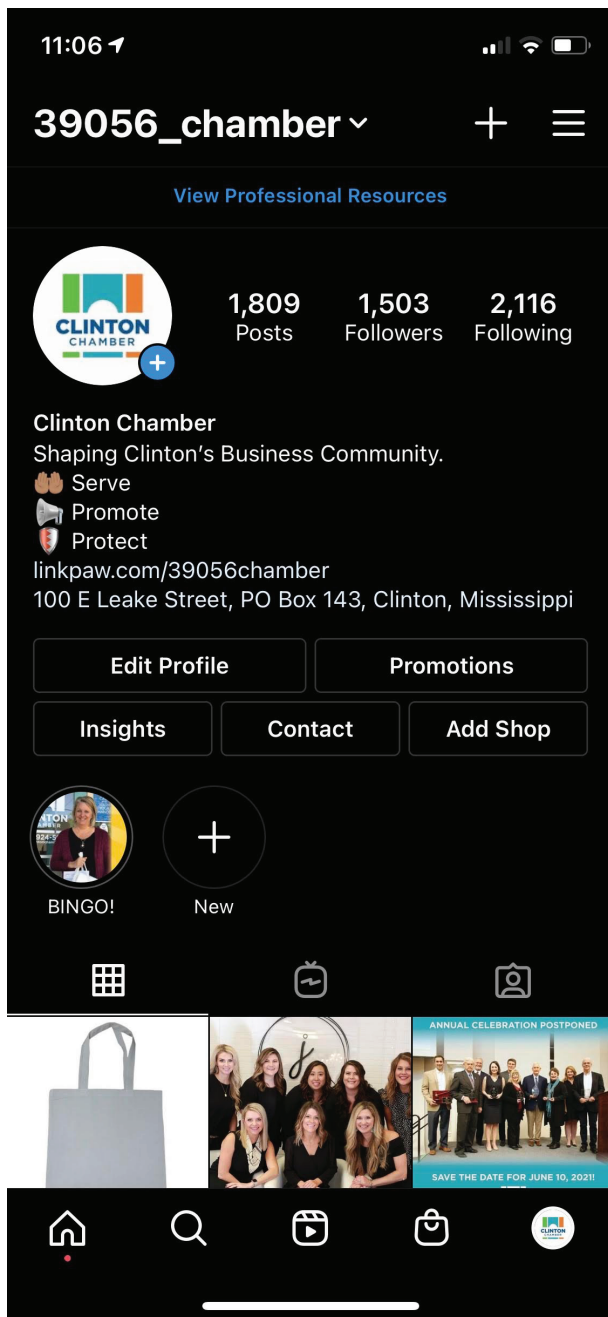 11:06
39056_chamber
View Professional Resources
CLINTON
CHAMBER
1,809
Posts
1,503
Followers
2,116
Following
Clinton Chamber
Shaping Clinton's Business Community.
Serve
Promote
Protect
linkpaw.com/39056chamber
100 E Leake Street, PO Box 143, Clinton, Mississippi
Edit Profile
Promotions
Insights
Contact
Add Shop
BINGO!
New
ANNUAL CELEBRATION POSTPONED
SAVE THE DATE FOR JUNE 10, 2021!
CLINTON